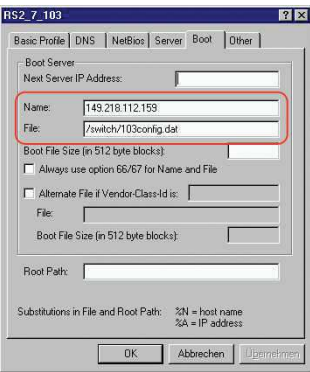 RS2_7_103
Basic Profile DNS NetBios Server Boot Other
Boot Server
Next Server IP Address:
Name: 149.218.112.159
File: /switch/103config.dat
Boot File Size (in 512 byte blocks):
Always use option 66/67 for Name and File
Alternate File if Vendor-Class-Id is:
File:
Boot File Size (in 512 byte blocks):
Root Path:
Substitutions in File and Root Path: %N = host name
%A = IP address
OK Abbrechen Übernehmen